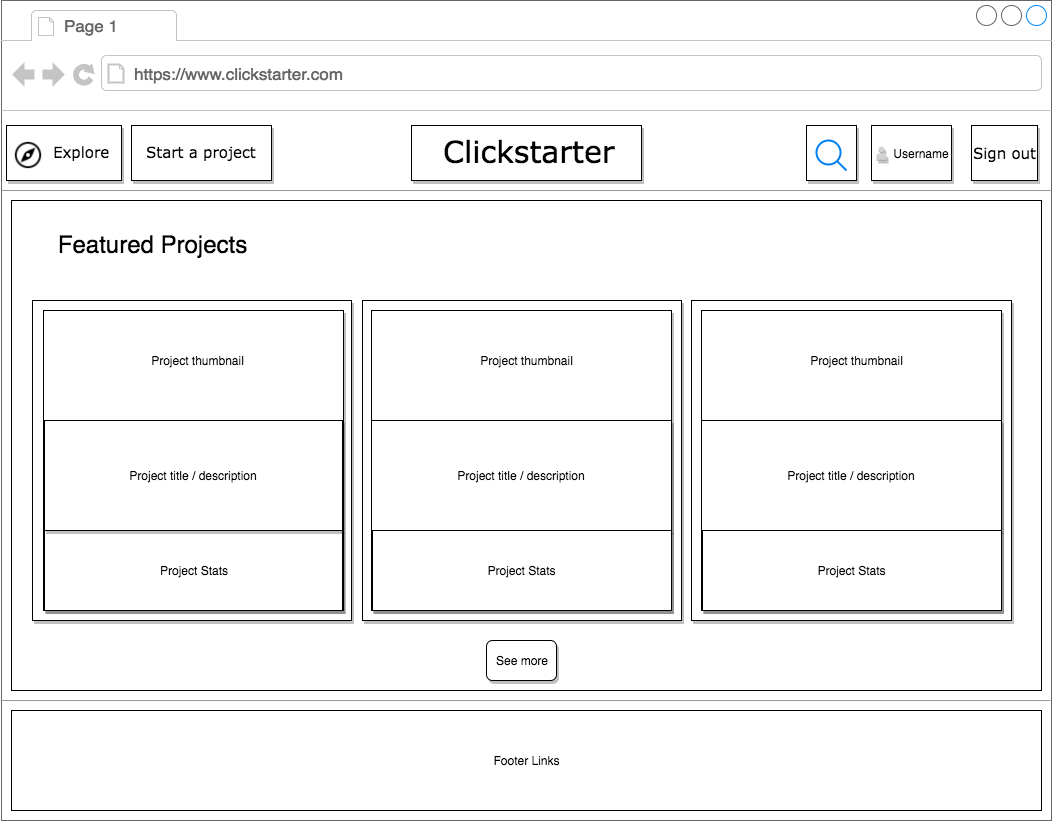 Page 1
https://www.clickstarter.com
Explore
Start a project
Clickstarter
Username
Sign out
Featured Projects
Project thumbnail
Project thumbnail
Project thumbnail
Project title / description
Project title / description
Project title / description
Project Stats
Project Stats
Project Stats
See more
Footer Links